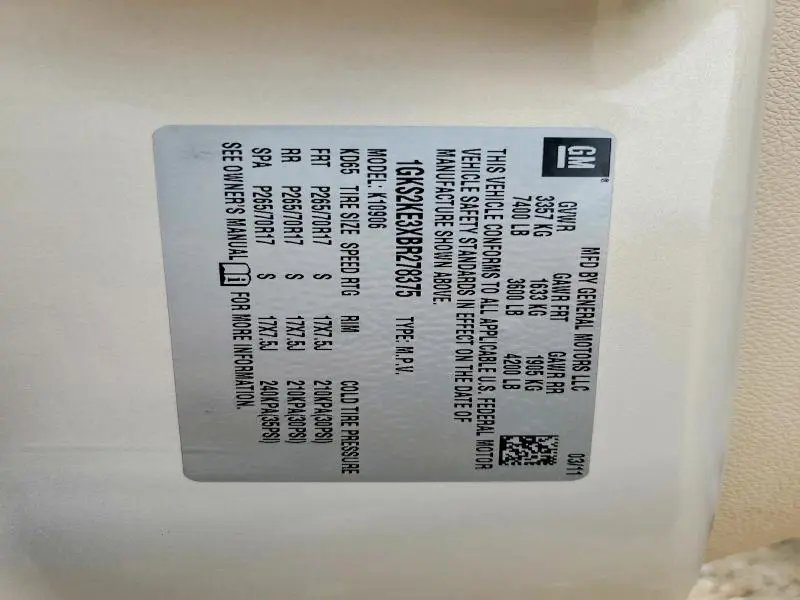 GM®
MFD BY GENERAL MOTORS LLC 03/11
GVWR GAWR FRT GAWR RR
3357 KG 1633 KG 1905 KG
7400 LB 3600 LB 4200 LB
THIS VEHICLE CONFORMS TO ALL APPLICABLE U.S. FEDERAL MOTOR
VEHICLE SAFETY STANDARDS IN EFFECT ON THE DATE OF
MANUFACTURE SHOWN ABOVE.
1GKS2KE3XBR278375 TYPE: M.P.V.
MODEL: K10906
KD65 TIRE SIZE SPEED RTG RIM COLD TIRE PRESSURE
FRT P265/70R17 S 17X7.5J 210KPA(30PSI)
RR P265/70R17 S 17X7.5J 210KPA(30PSI)
SPA P265/70R17 S 17X7.5J 240KPA(35PSI)
SEE OWNER'S MANUAL FOR MORE INFORMATION.